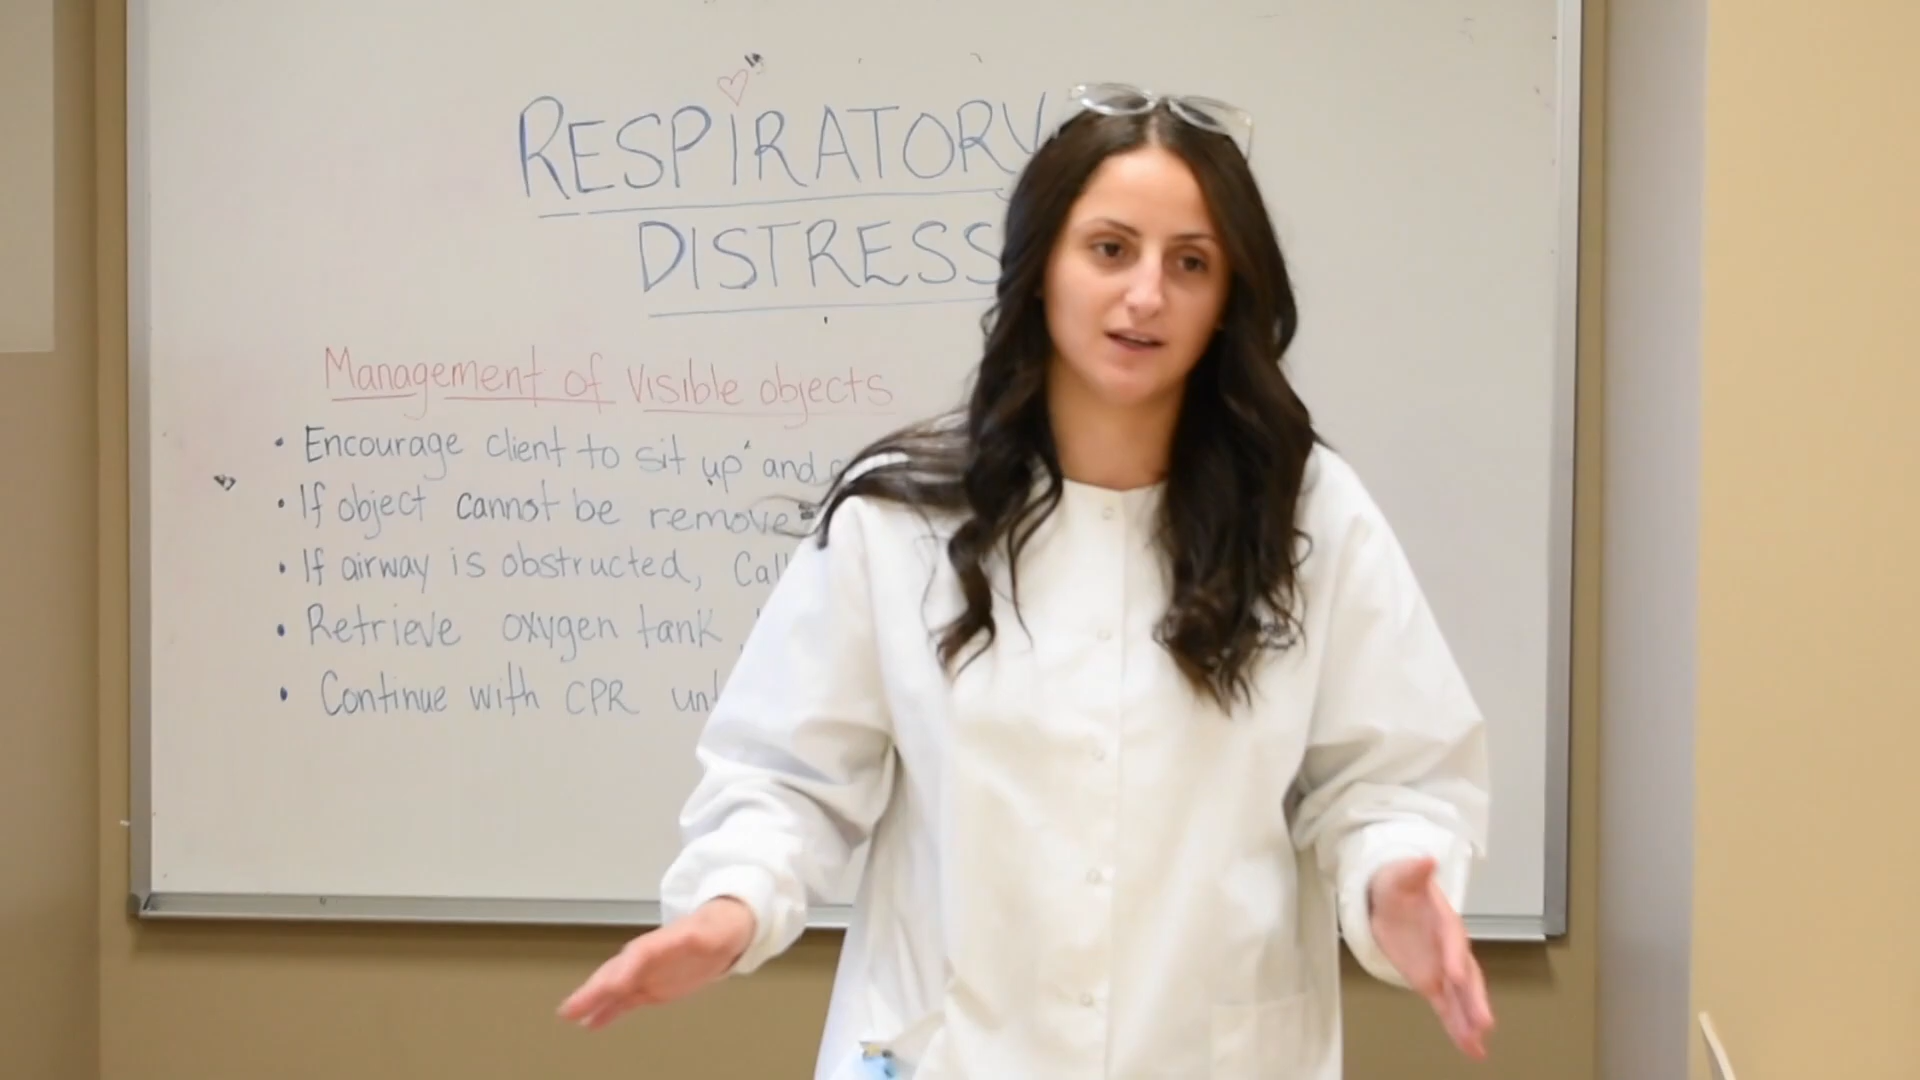 RESPIRATORY
DISTRESS
Management of Visible objects
• Encourage client to sit up and
• If object cannot be remove
• If airway is obstructed, Call
• Retrieve oxygen tank
• Continue with CPR